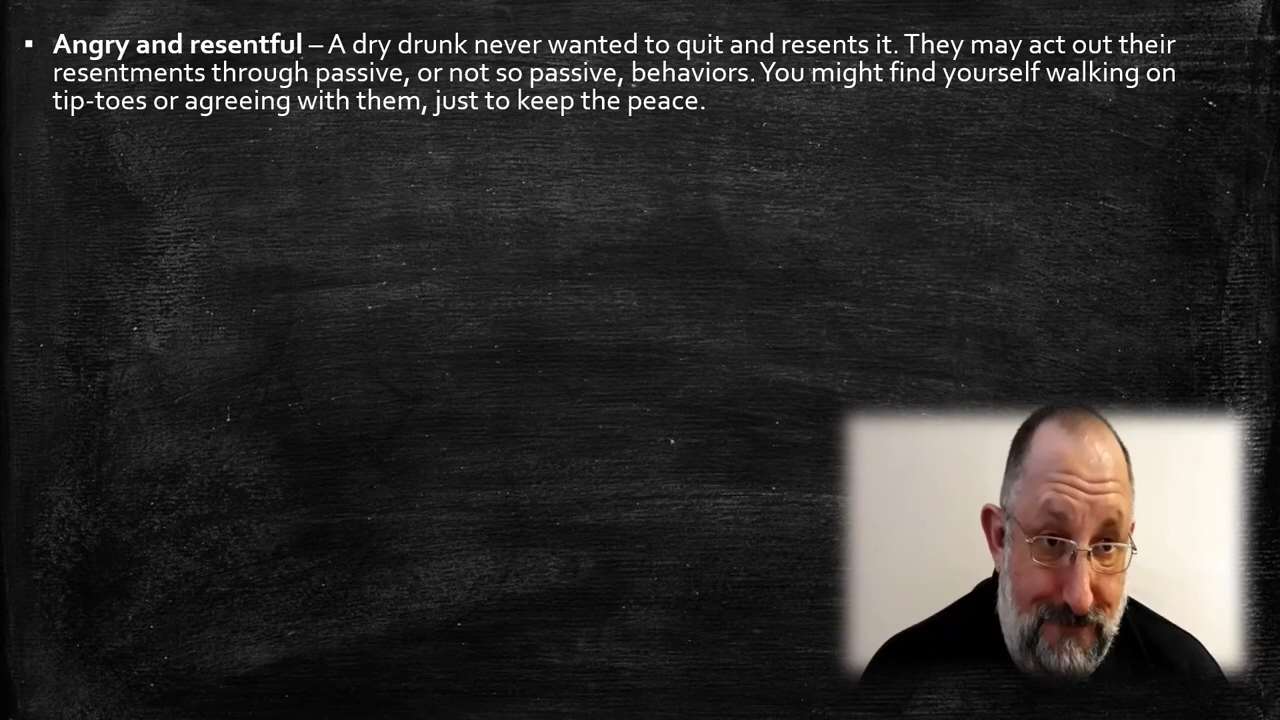 ▪ Angry and resentful – A dry drunk never wanted to quit and resents it. They may act out their
resentments through passive, or not so passive, behaviors. You might find yourself walking on
tip-toes or agreeing with them, just to keep the peace.